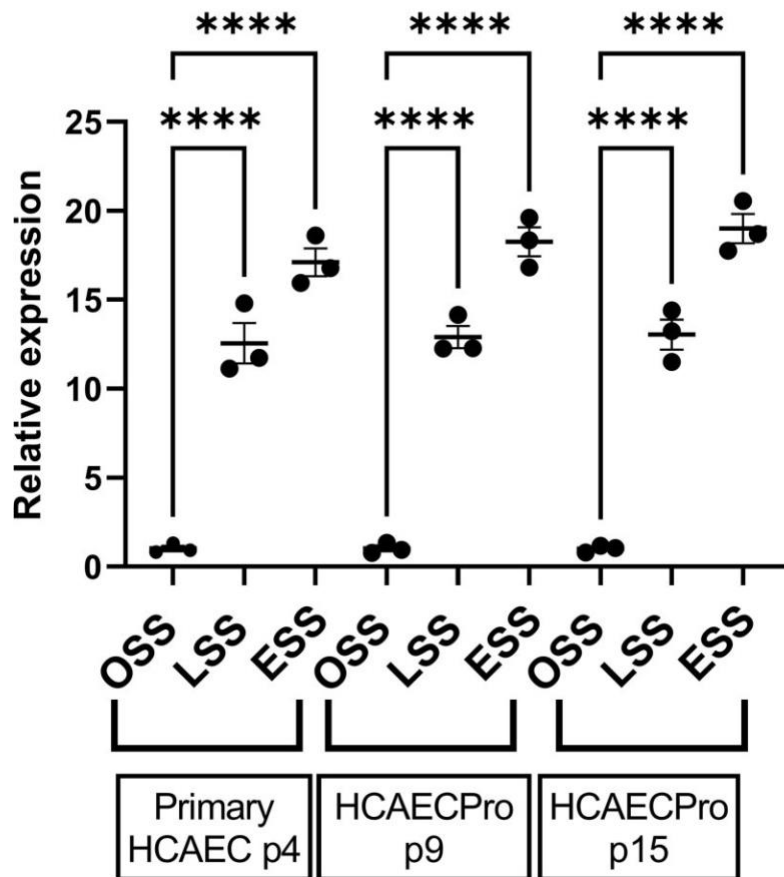 **** **** ****
**** **** ****
Relative expression
25
20
15
10
5
0
OSS LSS ESS OSS LSS ESS OSS LSS ESS
Primary
HCAEC p4
HCAECPro
p9
HCAECPro
p15